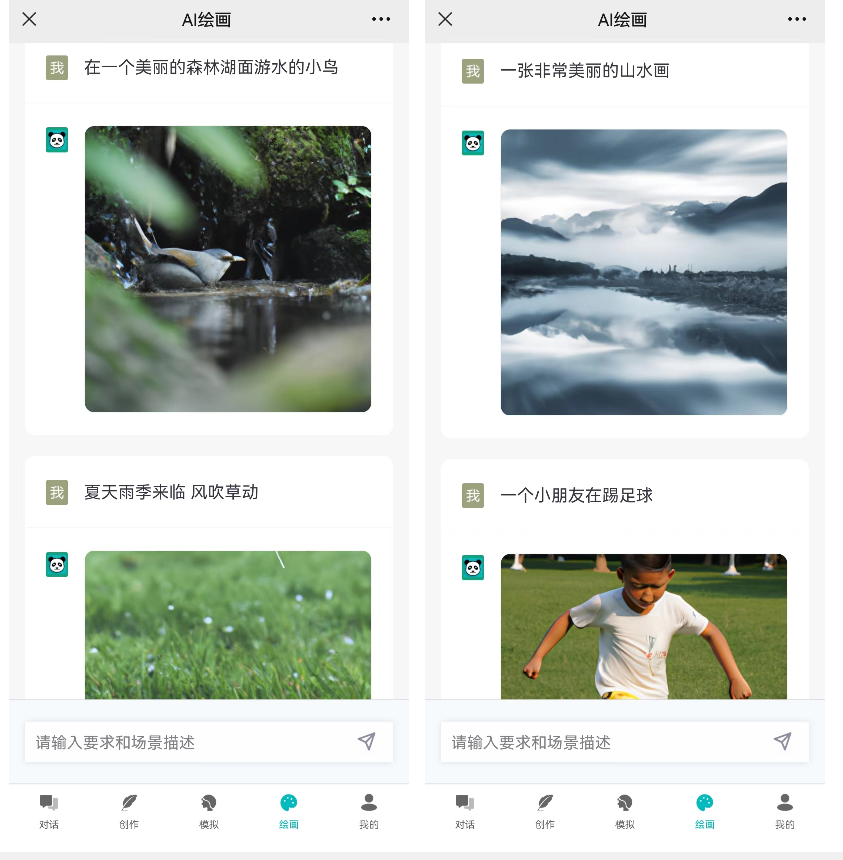 AI绘画
我 在一个美丽的森林湖面游水的小鸟
我 夏天雨季来临 风吹草动
请输入要求和场景描述
对话 创作 模拟 绘画 我的
AI绘画
我 一张非常美丽的山水画
我 一个小朋友在踢足球
请输入要求和场景描述
对话 创作 模拟 绘画 我的